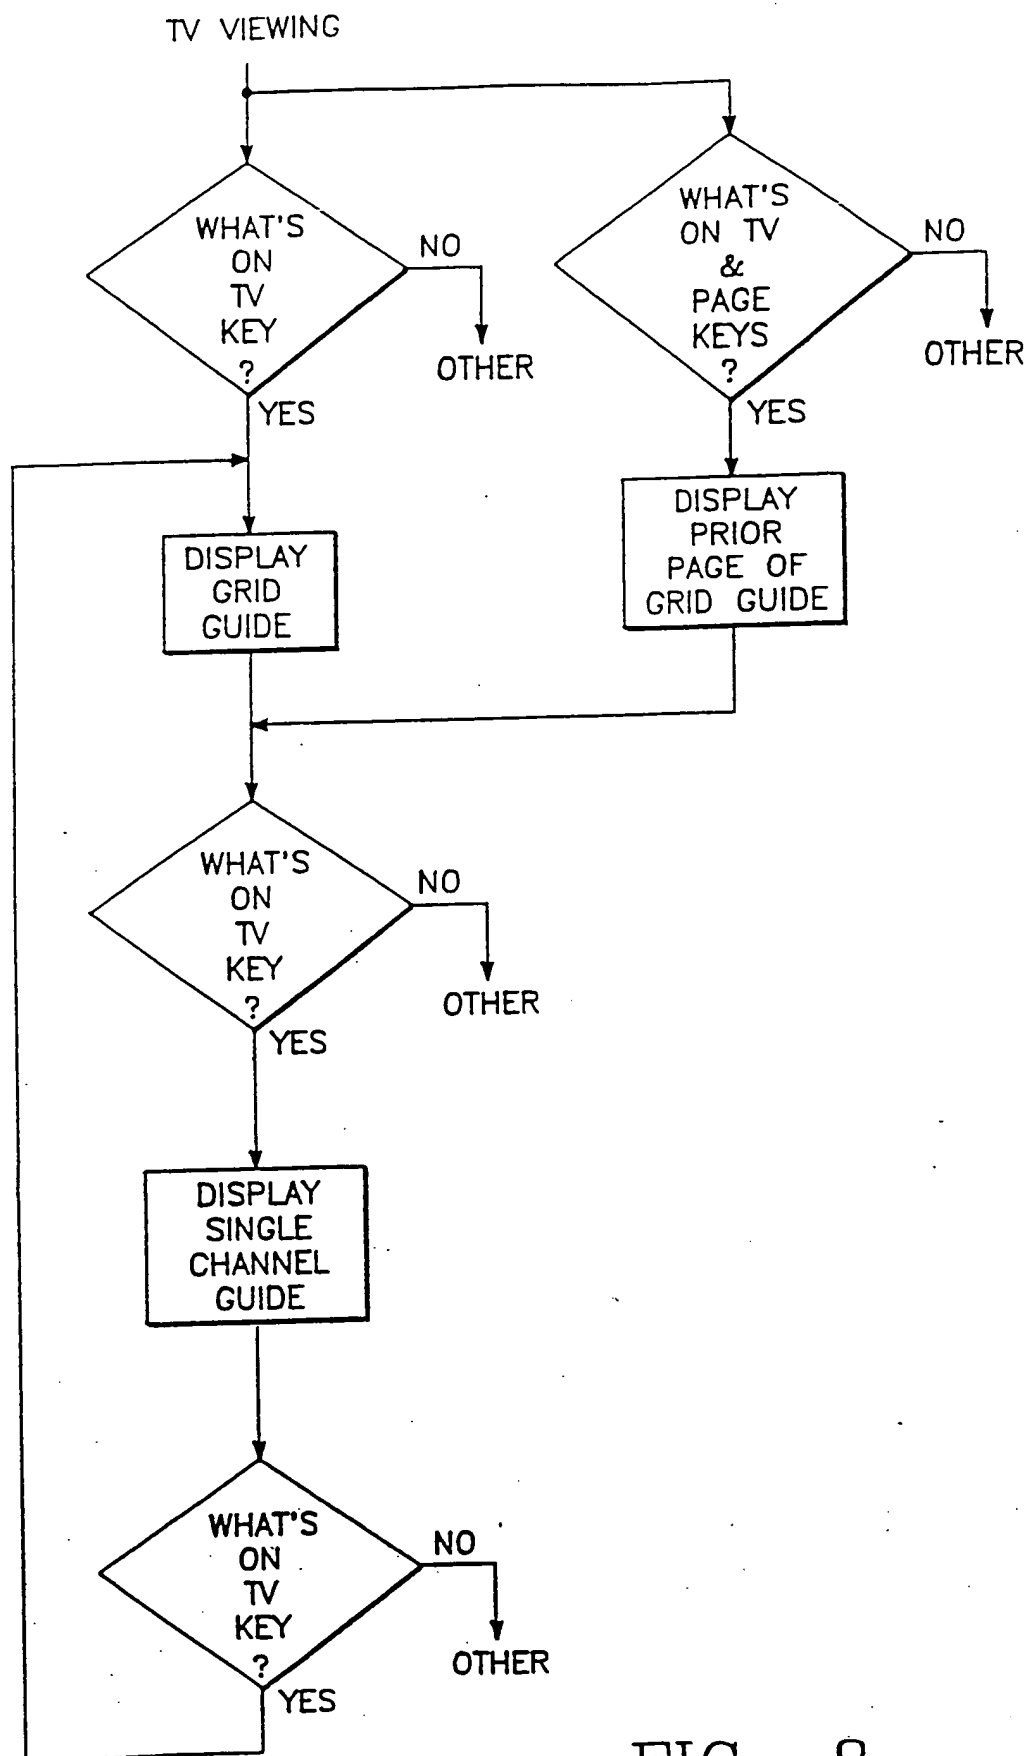 TV VIEWING
WHAT'S
ON
TV
KEY
?
NO
OTHER
YES
WHAT'S
ON TV
&
PAGE
KEYS
?
NO
OTHER
YES
DISPLAY
GRID
GUIDE
DISPLAY
PRIOR
PAGE OF
GRID GUIDE
WHAT'S
ON
TV
KEY
?
NO
OTHER
YES
DISPLAY
SINGLE
CHANNEL
GUIDE
WHAT'S
ON
TV
KEY
?
NO
OTHER
YES